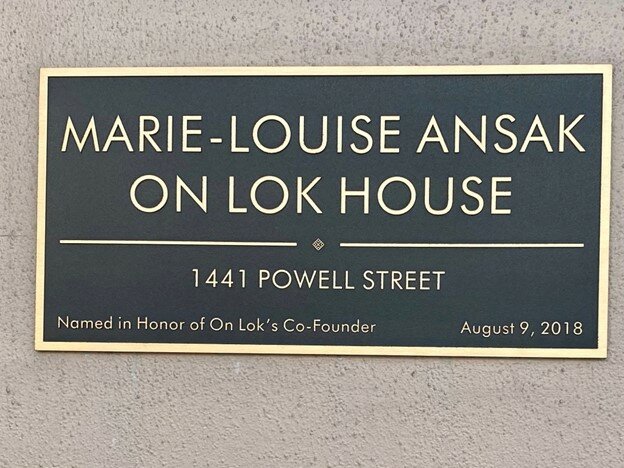 MARIE-LOUISE ANSAK
ON LOK HOUSE
1441 POWELL STREET
Named in Honor of On Lok's Co-Founder August 9, 2018